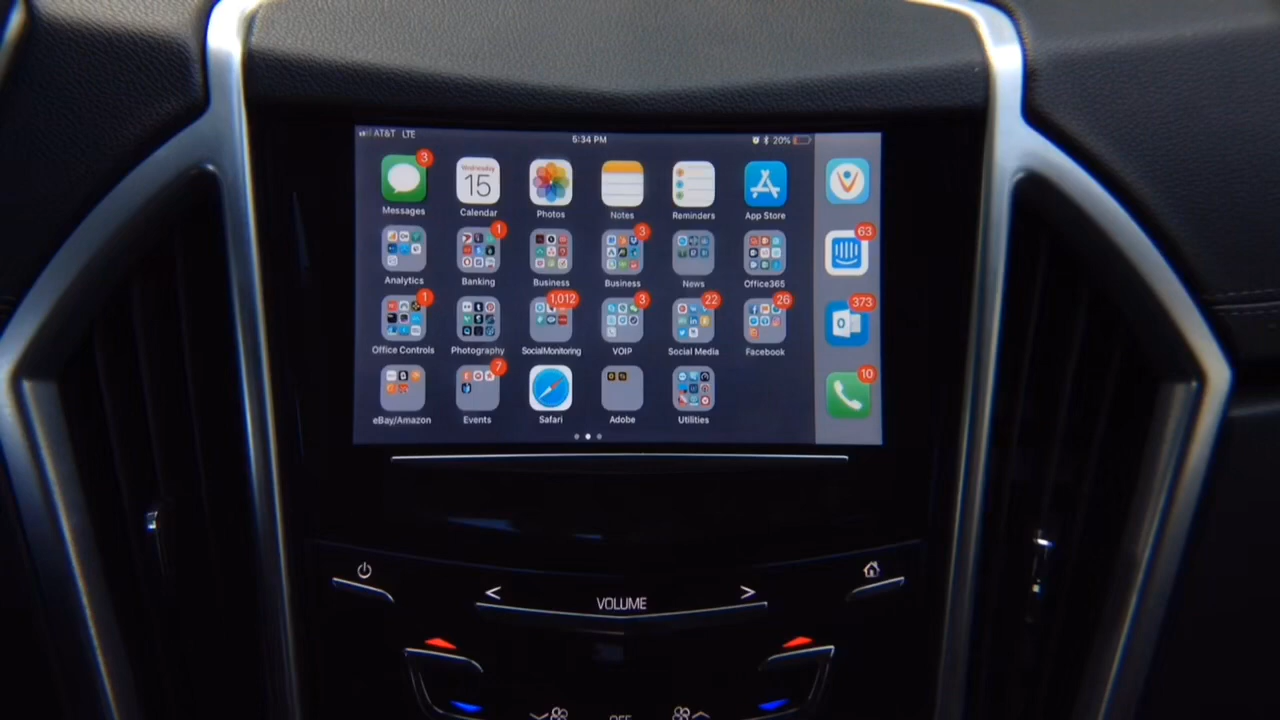 AT&T LTE 5:34 PM 20%
3
Wednesday
15
Messages Calendar Photos Notes Reminders App Store
1 3 63
Analytics Banking Business Business News Office365
1 1,012 3 22 26 373
Office Controls Photography SocialMonitoring VOIP Social Media Facebook
7 10
eBay/Amazon Events Safari Adobe Utilities
< VOLUME >